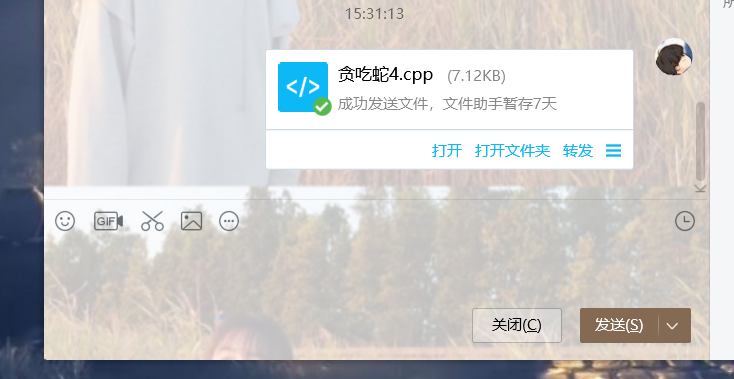 15:31:13
贪吃蛇4.cpp (7.12KB)
</>
成功发送文件，文件助手暂存7天
打开 打开文件夹 转发
GIF
关闭(C) 发送(S)